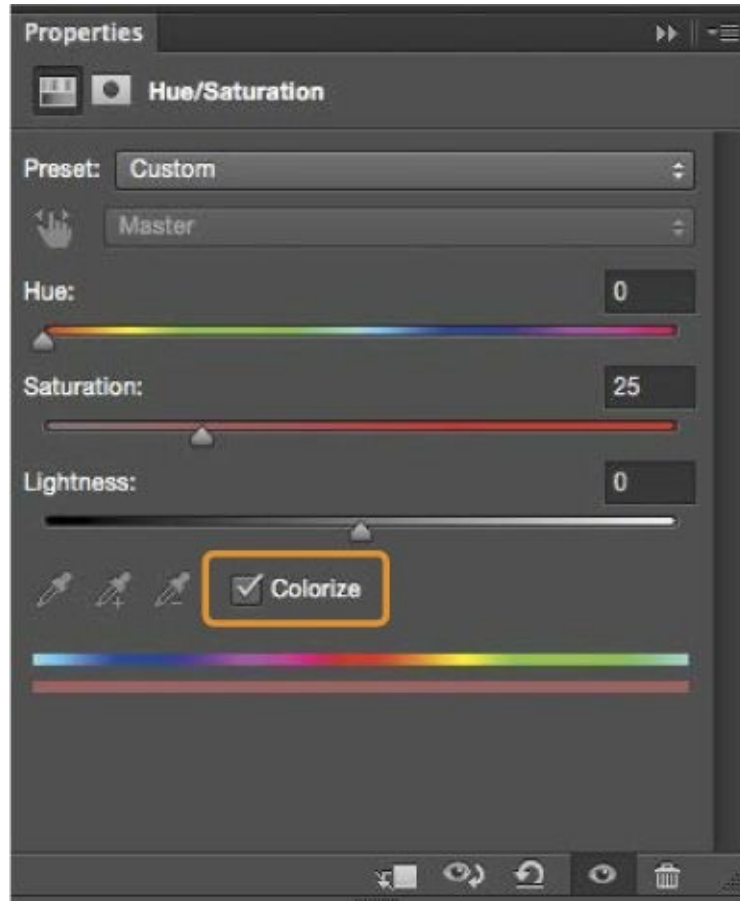 Properties
Hue/Saturation
Preset: Custom
Master
Hue: 0
Saturation: 25
Lightness: 0
Colorize